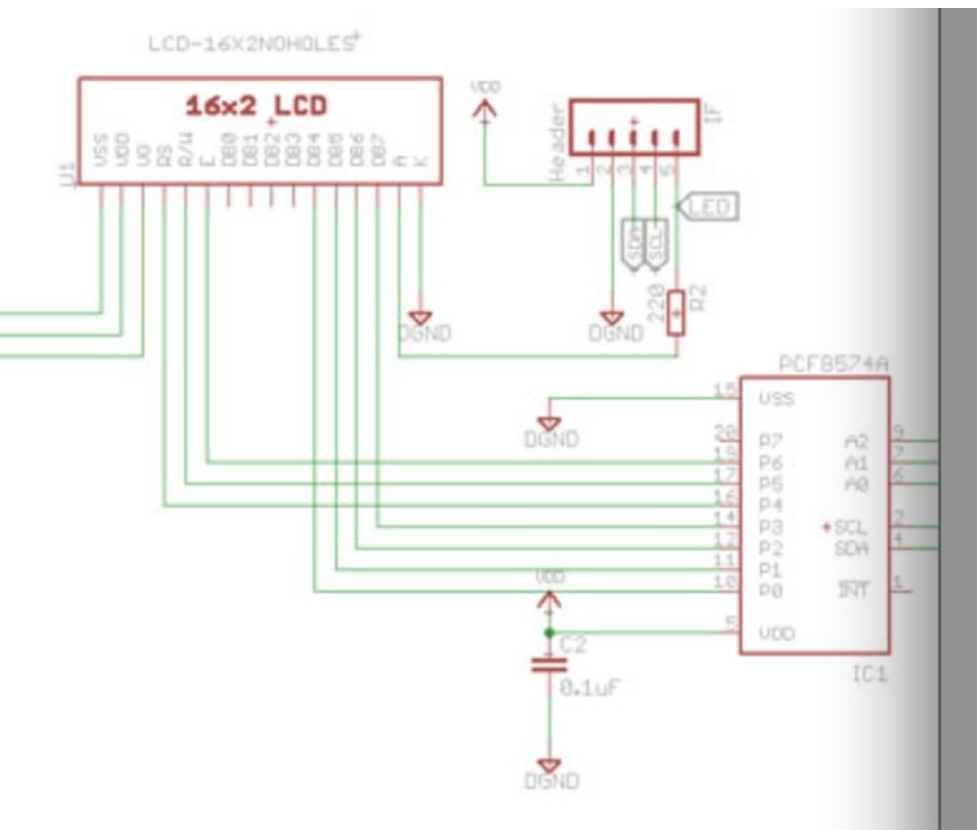 LCD-16X2NOHOLES
16x2 LCD
VSS
VDD
VO
RS
R/W
E
DB0
DB1
DB2
DB3
DB4
DB5
DB6
DB7
A
K
U1
VDD
Header
IF
1
2
3
4
5
LED
SDA
SCL
220
R2
DGND
DGND
PCF8574A
15
VSS
DGND
20
P7
A2
9
19
P6
A1
7
17
P5
A0
6
16
P4
14
P3
SCL
2
12
P2
SDA
4
11
P1
VDD
10
P0
INT
1
5
VDD
C2
0.1uF
IC1
DGND